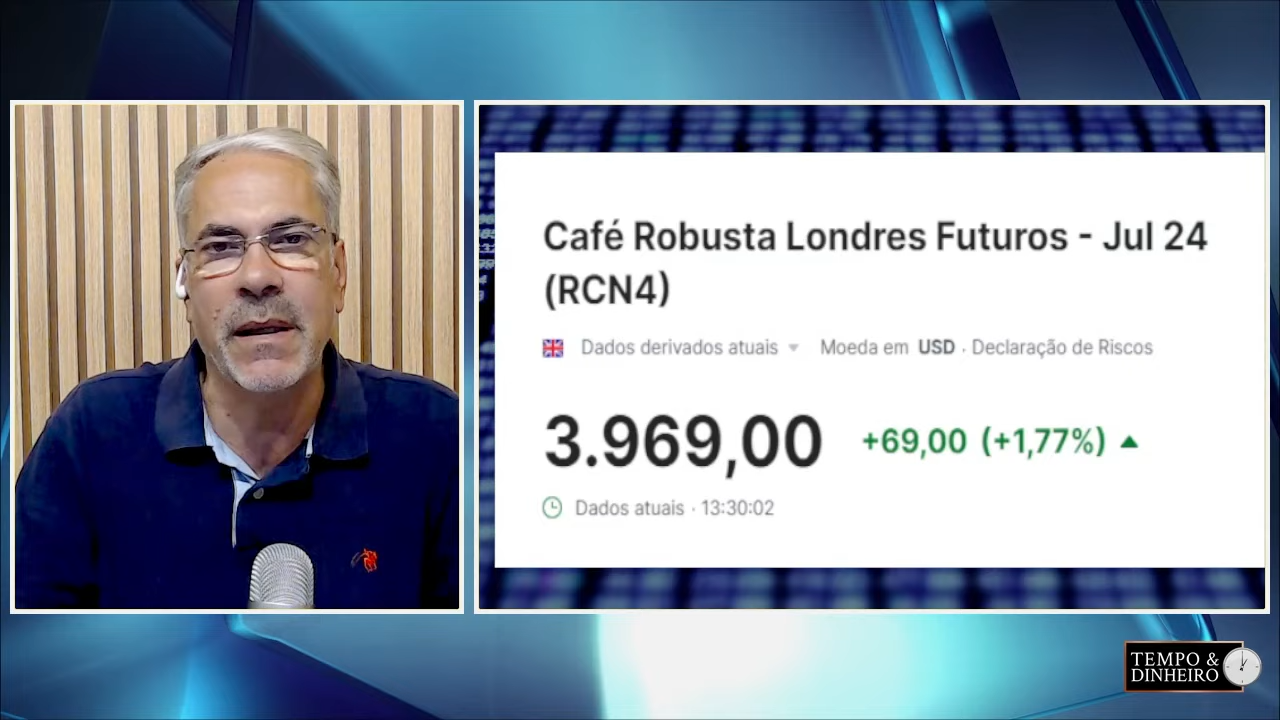 Café Robusta Londres Futuros - Jul 24
(RCN4)
Dados derivados atuais Moeda em USD . Declaração de Riscos
3.969,00 +69,00 (+1,77%)
Dados atuais · 13:30:02
TEMPO &
DINHEIRO